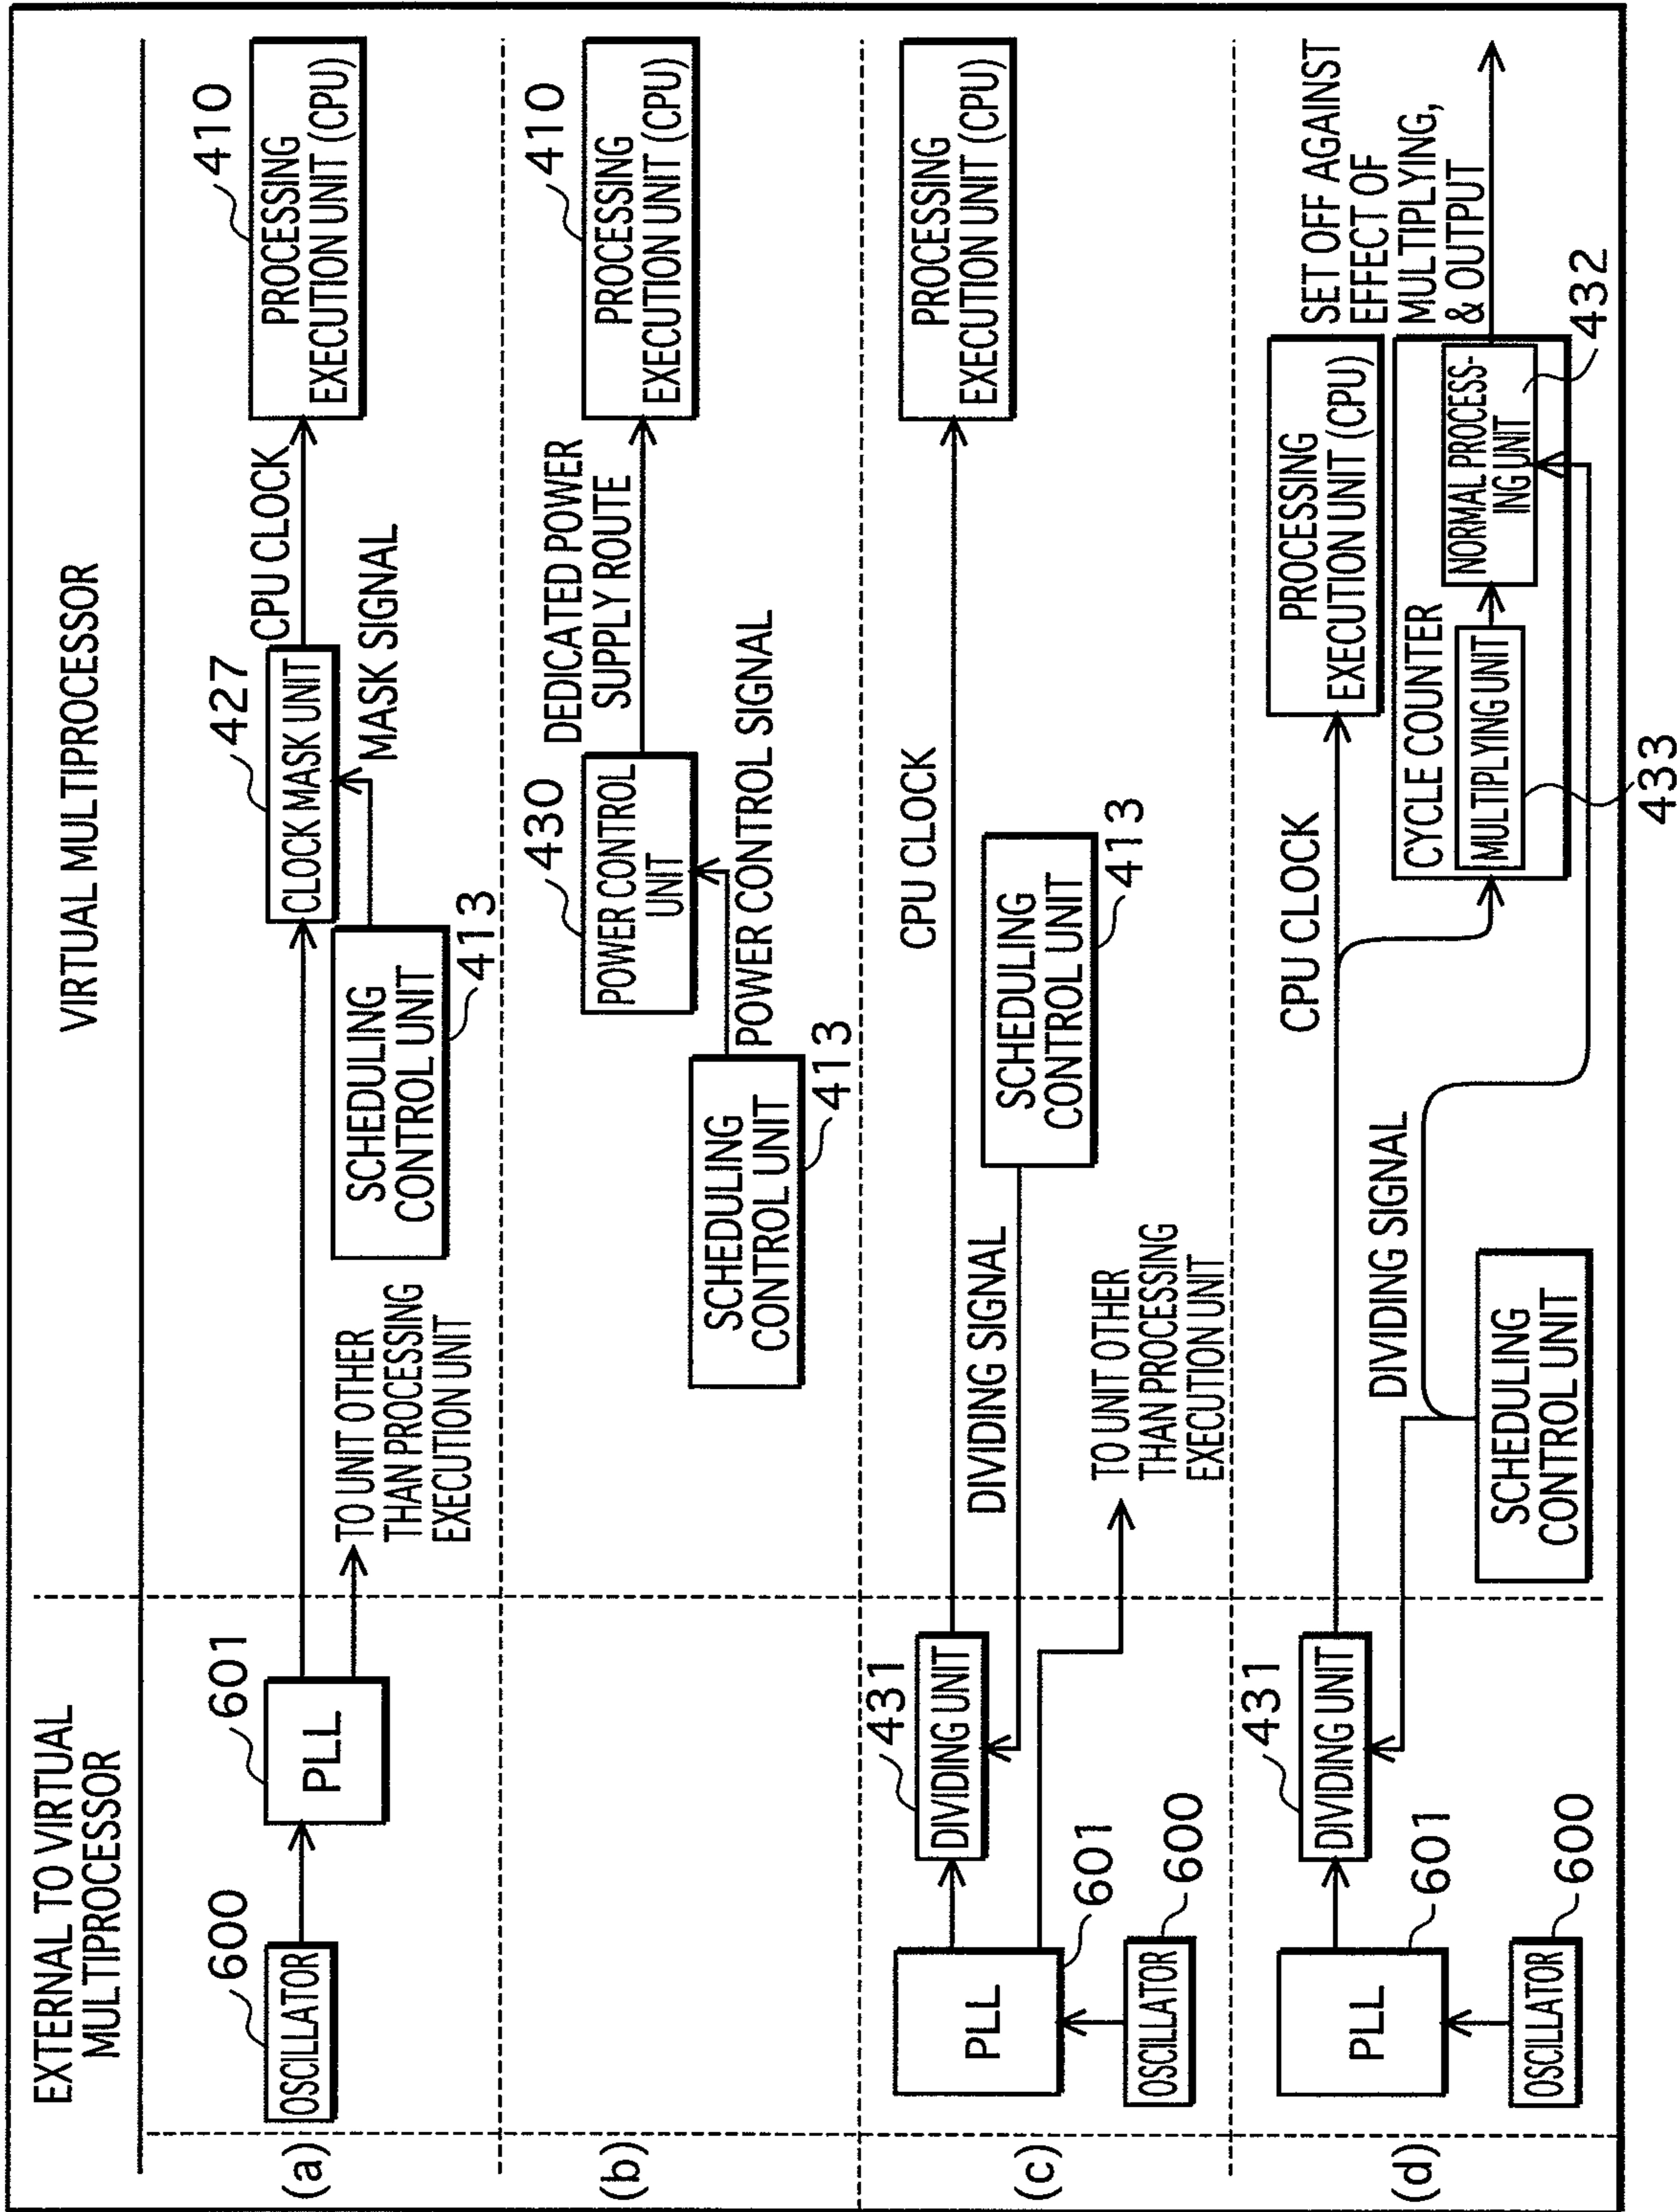 EXTERNAL TO VIRTUAL
MULTIPROCESSOR
VIRTUAL MULTIPROCESSOR
(a)
600
OSCILLATOR
601
PLL
TO UNIT OTHER
THAN PROCESSING
EXECUTION UNIT
SCHEDULING
CONTROL UNIT
413
427
CLOCK MASK UNIT
MASK SIGNAL
CPU CLOCK
410
PROCESSING
EXECUTION UNIT (CPU)
(b)
SCHEDULING
CONTROL UNIT
413
POWER CONTROL SIGNAL
430
POWER CONTROL
UNIT
DEDICATED POWER
SUPPLY ROUTE
410
PROCESSING
EXECUTION UNIT (CPU)
(c)
PLL
601
OSCILLATOR
600
431
DIVIDING UNIT
DIVIDING SIGNAL
TO UNIT OTHER
THAN PROCESSING
EXECUTION UNIT
CPU CLOCK
SCHEDULING
CONTROL UNIT
413
PROCESSING
EXECUTION UNIT (CPU)
(d)
PLL
601
OSCILLATOR
600
431
DIVIDING UNIT
DIVIDING SIGNAL
SCHEDULING
CONTROL UNIT
CPU CLOCK
PROCESSING
EXECUTION UNIT (CPU)
CYCLE COUNTER
MULTIPLYING UNIT
433
NORMAL PROCESS-
ING UNIT
432
SET OFF AGAINST
EFFECT OF
MULTIPLYING,
& OUTPUT